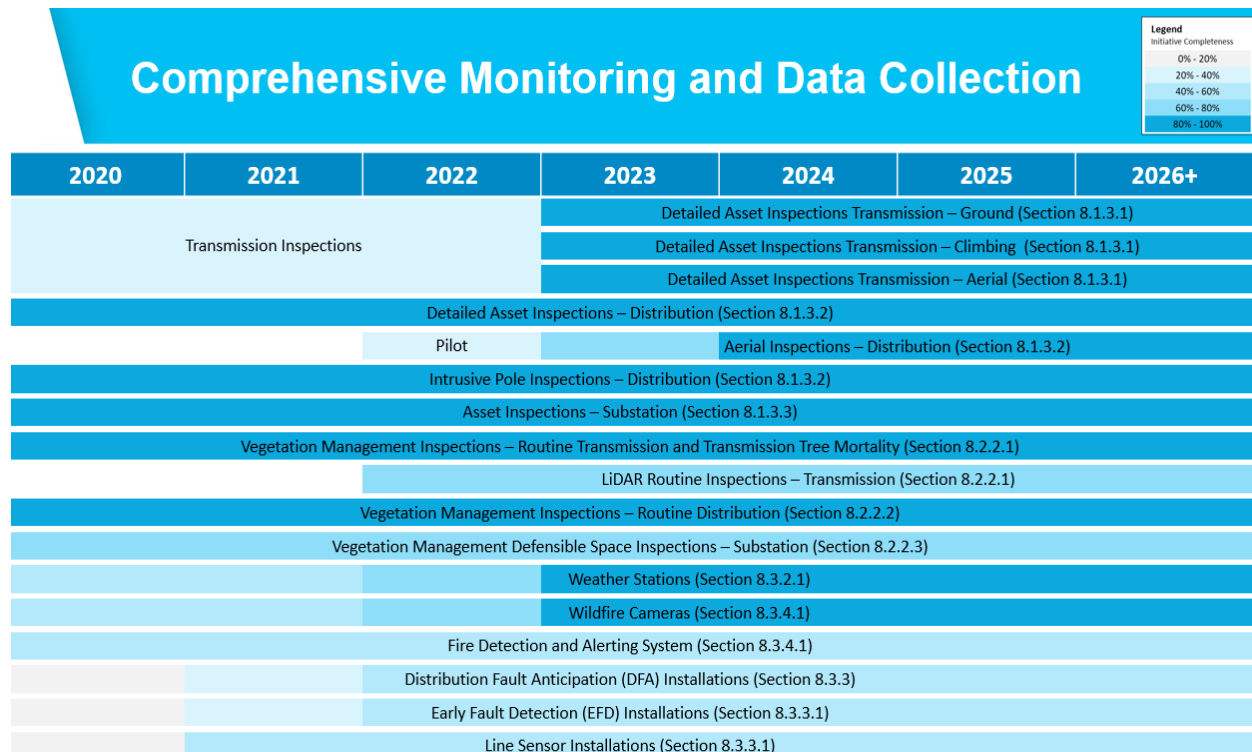 Legend
Initiative Completeness
0% - 20%
20% - 40%
40% - 60%
60% - 80%
80% - 100%
Comprehensive Monitoring and Data Collection
2020 2021 2022 2023 2024 2025 2026+
Detailed Asset Inspections Transmission – Ground (Section 8.1.3.1)
Transmission Inspections
Detailed Asset Inspections Transmission – Climbing (Section 8.1.3.1)
Detailed Asset Inspections Transmission – Aerial (Section 8.1.3.1)
Detailed Asset Inspections – Distribution (Section 8.1.3.2)
Pilot
Aerial Inspections – Distribution (Section 8.1.3.2)
Intrusive Pole Inspections – Distribution (Section 8.1.3.2)
Asset Inspections – Substation (Section 8.1.3.3)
Vegetation Management Inspections – Routine Transmission and Transmission Tree Mortality (Section 8.2.2.1)
LiDAR Routine Inspections – Transmission (Section 8.2.2.1)
Vegetation Management Inspections – Routine Distribution (Section 8.2.2.2)
Vegetation Management Defensible Space Inspections – Substation (Section 8.2.2.3)
Weather Stations (Section 8.3.2.1)
Wildfire Cameras (Section 8.3.4.1)
Fire Detection and Alerting System (Section 8.3.4.1)
Distribution Fault Anticipation (DFA) Installations (Section 8.3.3)
Early Fault Detection (EFD) Installations (Section 8.3.3.1)
Line Sensor Installations (Section 8.3.3.1)